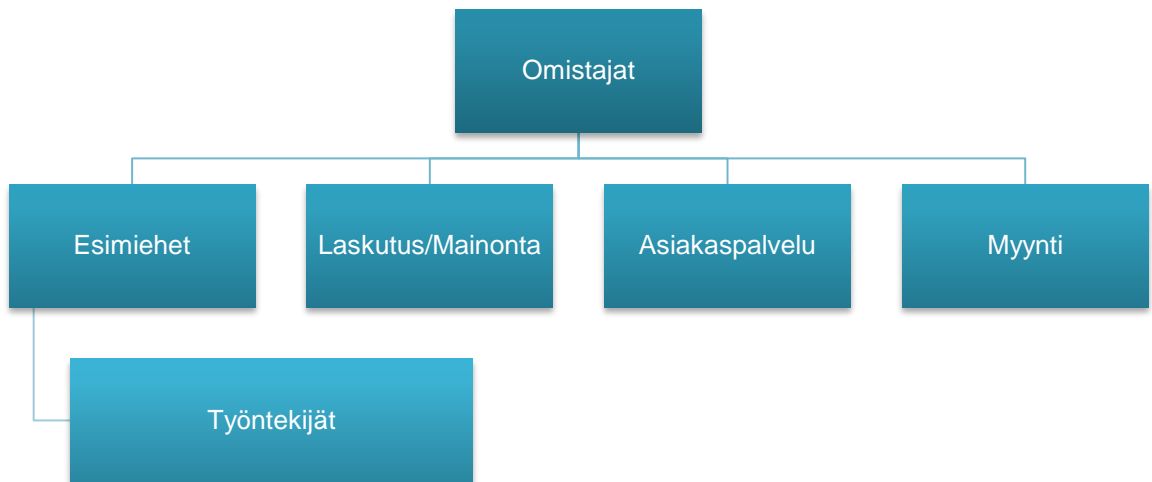 Omistajat
Esimiehet
Laskutus/Mainonta
Asiakaspalvelu
Myynti
Työntekijät